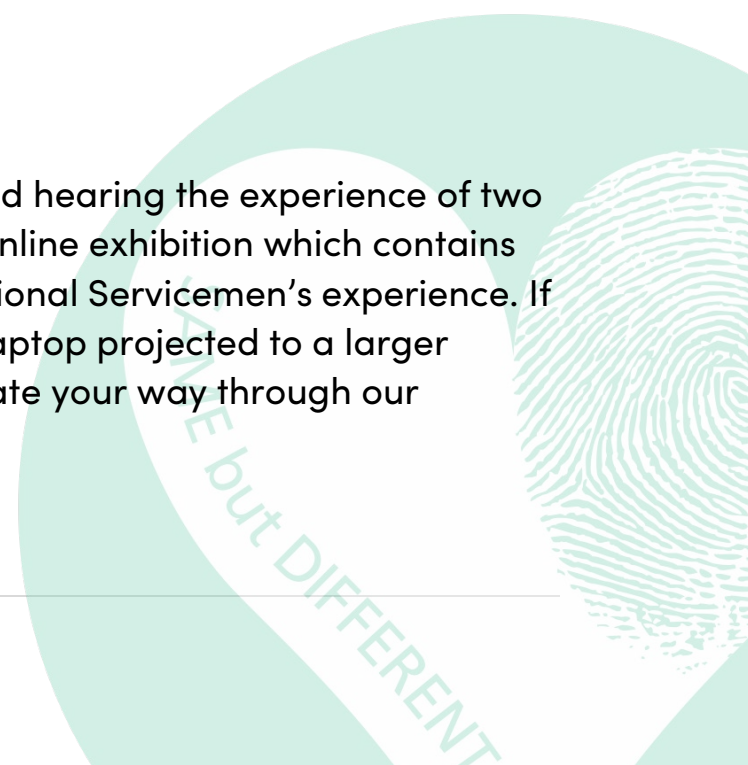 d hearing the experience of two
nline exhibition which contains
ional Servicemen’s experience. If
aptop projected to a larger
ate your way through our
SAME but DIFFERENT